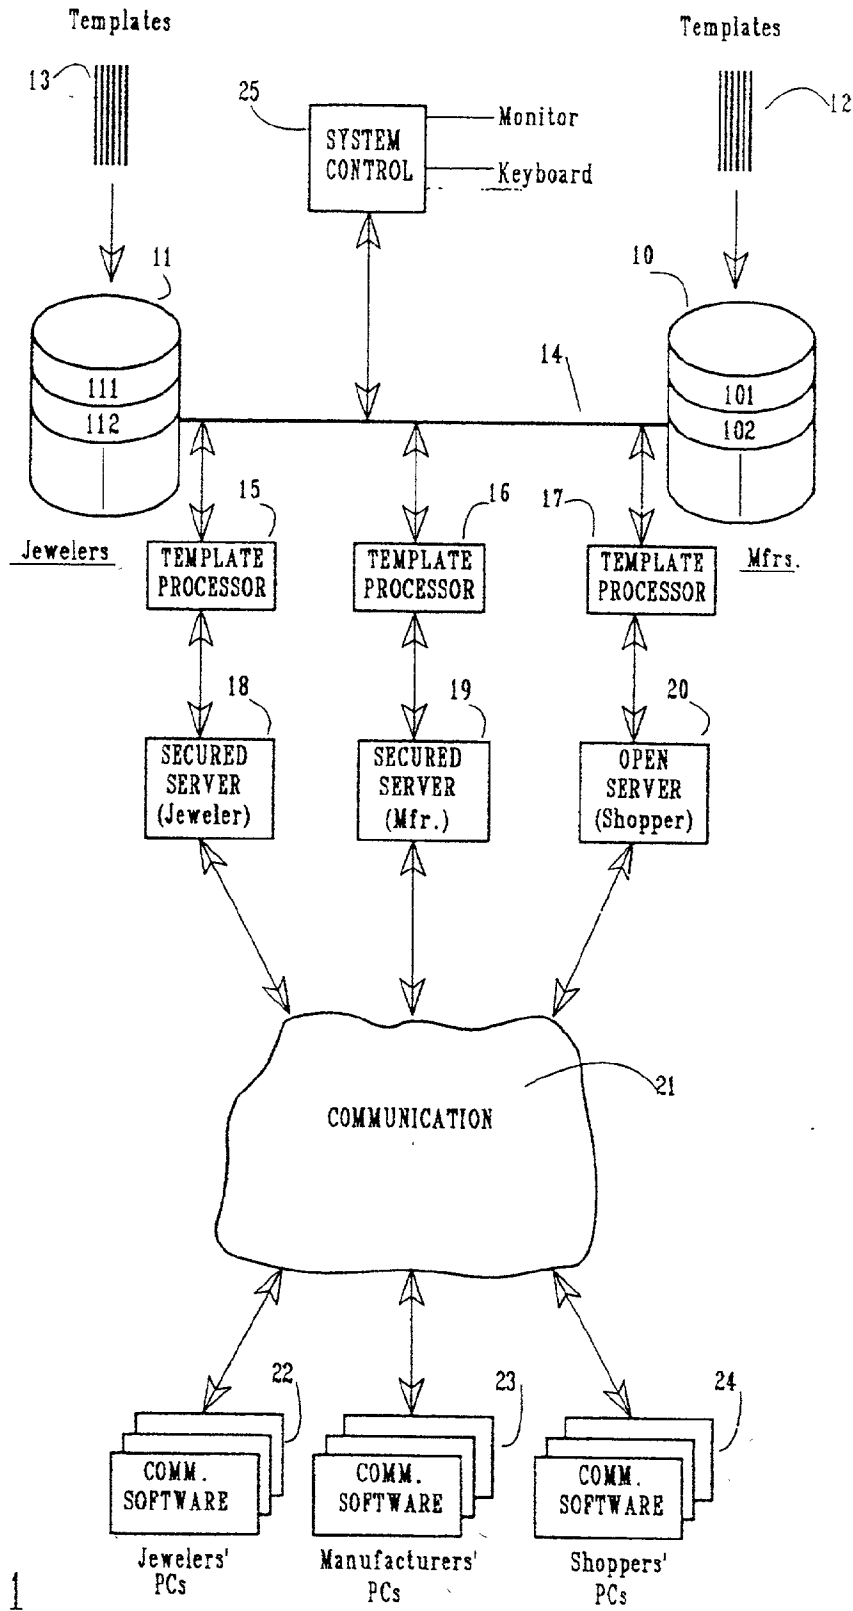 Templates
Templates
13
12
25
SYSTEM
CONTROL
Monitor
Keyboard
11
10
111
112
14
101
102
Jewelers
Mfrs.
15
16
17
TEMPLATE
PROCESSOR
TEMPLATE
PROCESSOR
TEMPLATE
PROCESSOR
18
19
20
SECURED
SERVER
(Jeweler)
SECURED
SERVER
(Mfr.)
OPEN
SERVER
(Shopper)
21
COMMUNICATION
22
23
24
COMM.
SOFTWARE
COMM.
SOFTWARE
COMM.
SOFTWARE
Jewelers'
PCs
Manufacturers'
PCs
Shoppers'
PCs
1